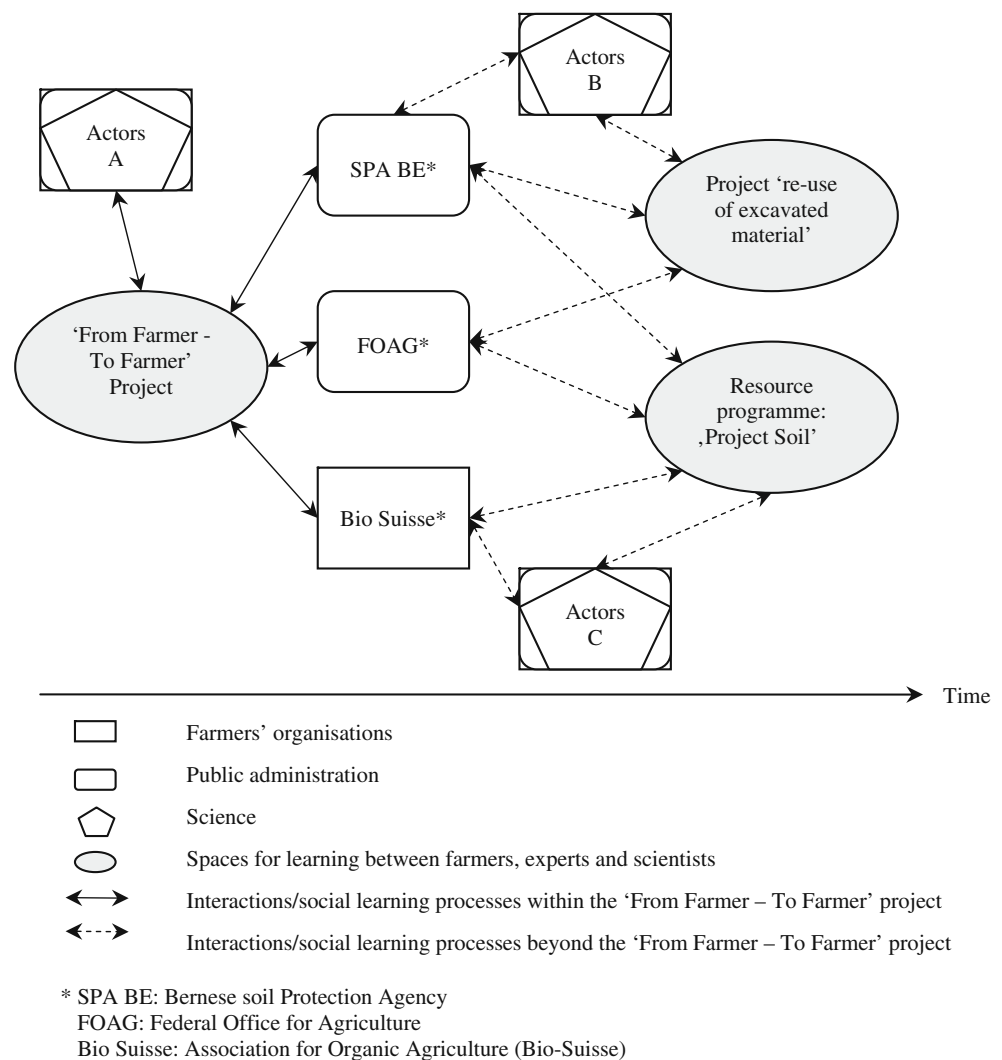 Actors
B
Actors
A
SPA BE*
Project ‘re-use
of excavated
material’
‘From Farmer -
To Farmer’
Project
FOAG*
Resource
programme:
‚Project Soil’
Bio Suisse*
Actors
C
Time
Farmers’ organisations
Public administration
Science
Spaces for learning between farmers, experts and scientists
Interactions/social learning processes within the ‘From Farmer – To Farmer’ project
Interactions/social learning processes beyond the ‘From Farmer – To Farmer’ project
* SPA BE: Bernese soil Protection Agency
FOAG: Federal Office for Agriculture
Bio Suisse: Association for Organic Agriculture (Bio-Suisse)